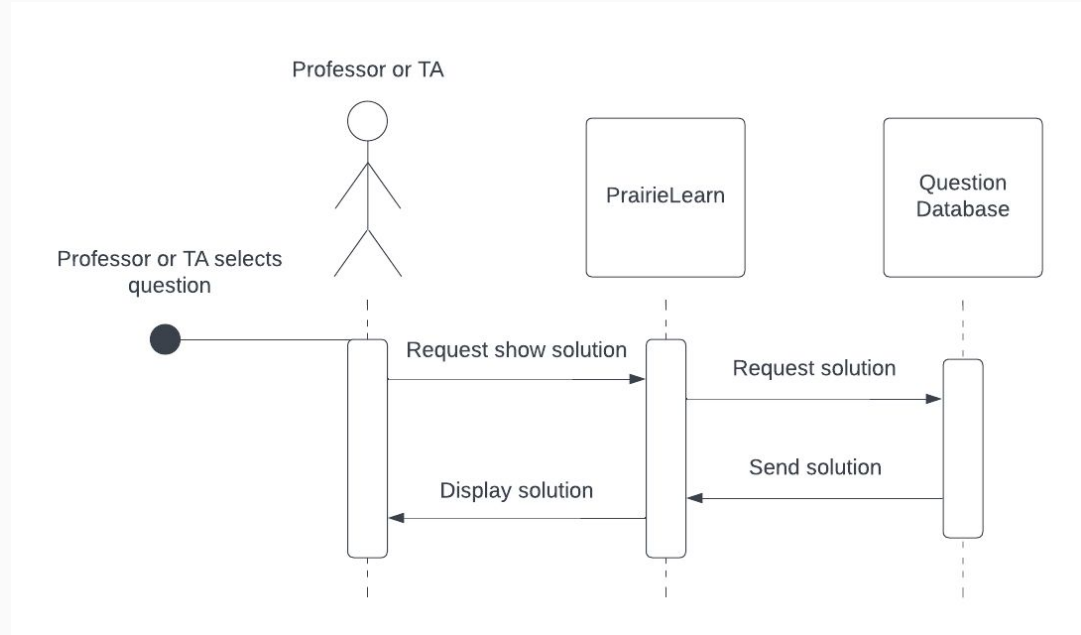 Professor or TA
PrairieLearn
Question
Database
Professor or TA selects
question
Request show solution
Request solution
Send solution
Display solution